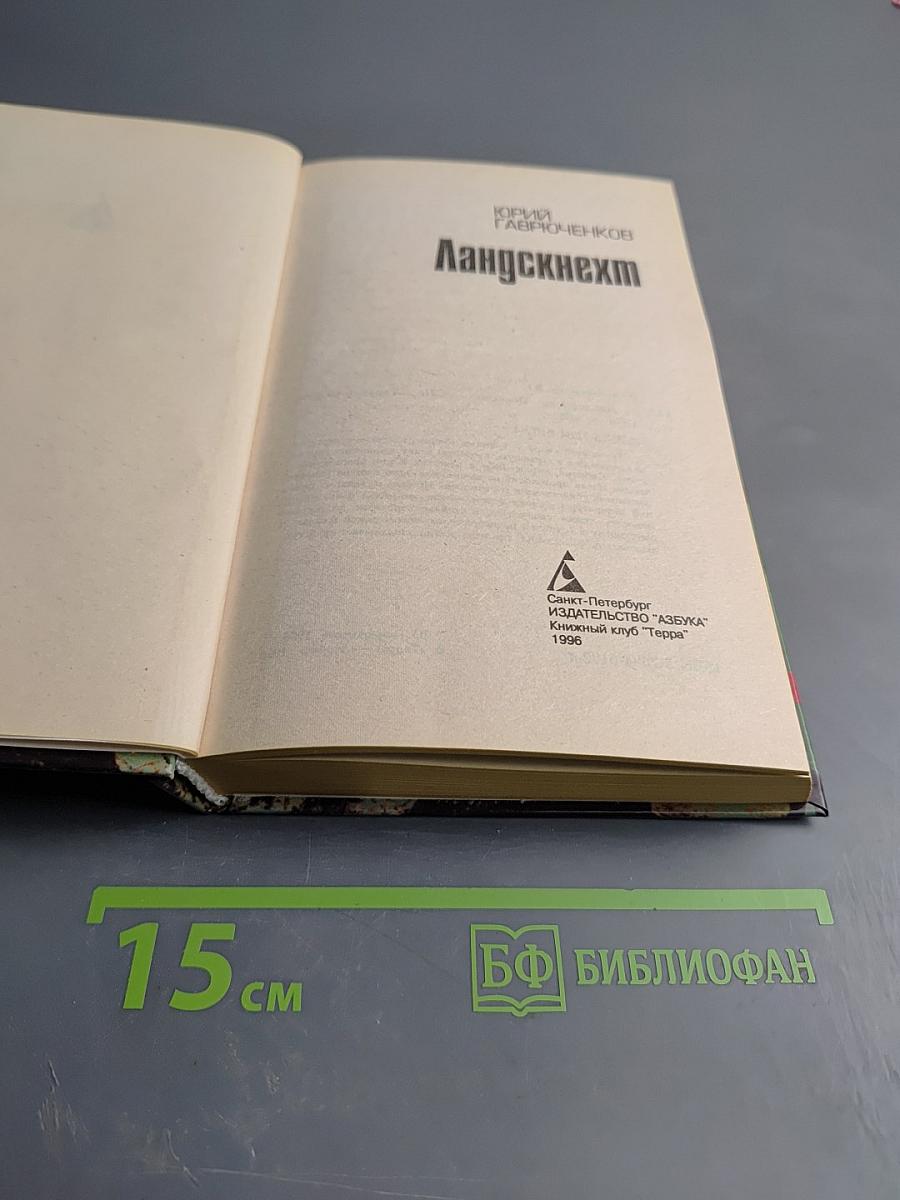 ЮРИЙ
ГАВРЮЧЕНКОВ
Ландскнехт
Санкт-Петербург
ИЗДАТЕЛЬСТВО "АЗБУКА"
Книжный клуб "Терра"
1996
15 см
БФ БИБЛИОФАН